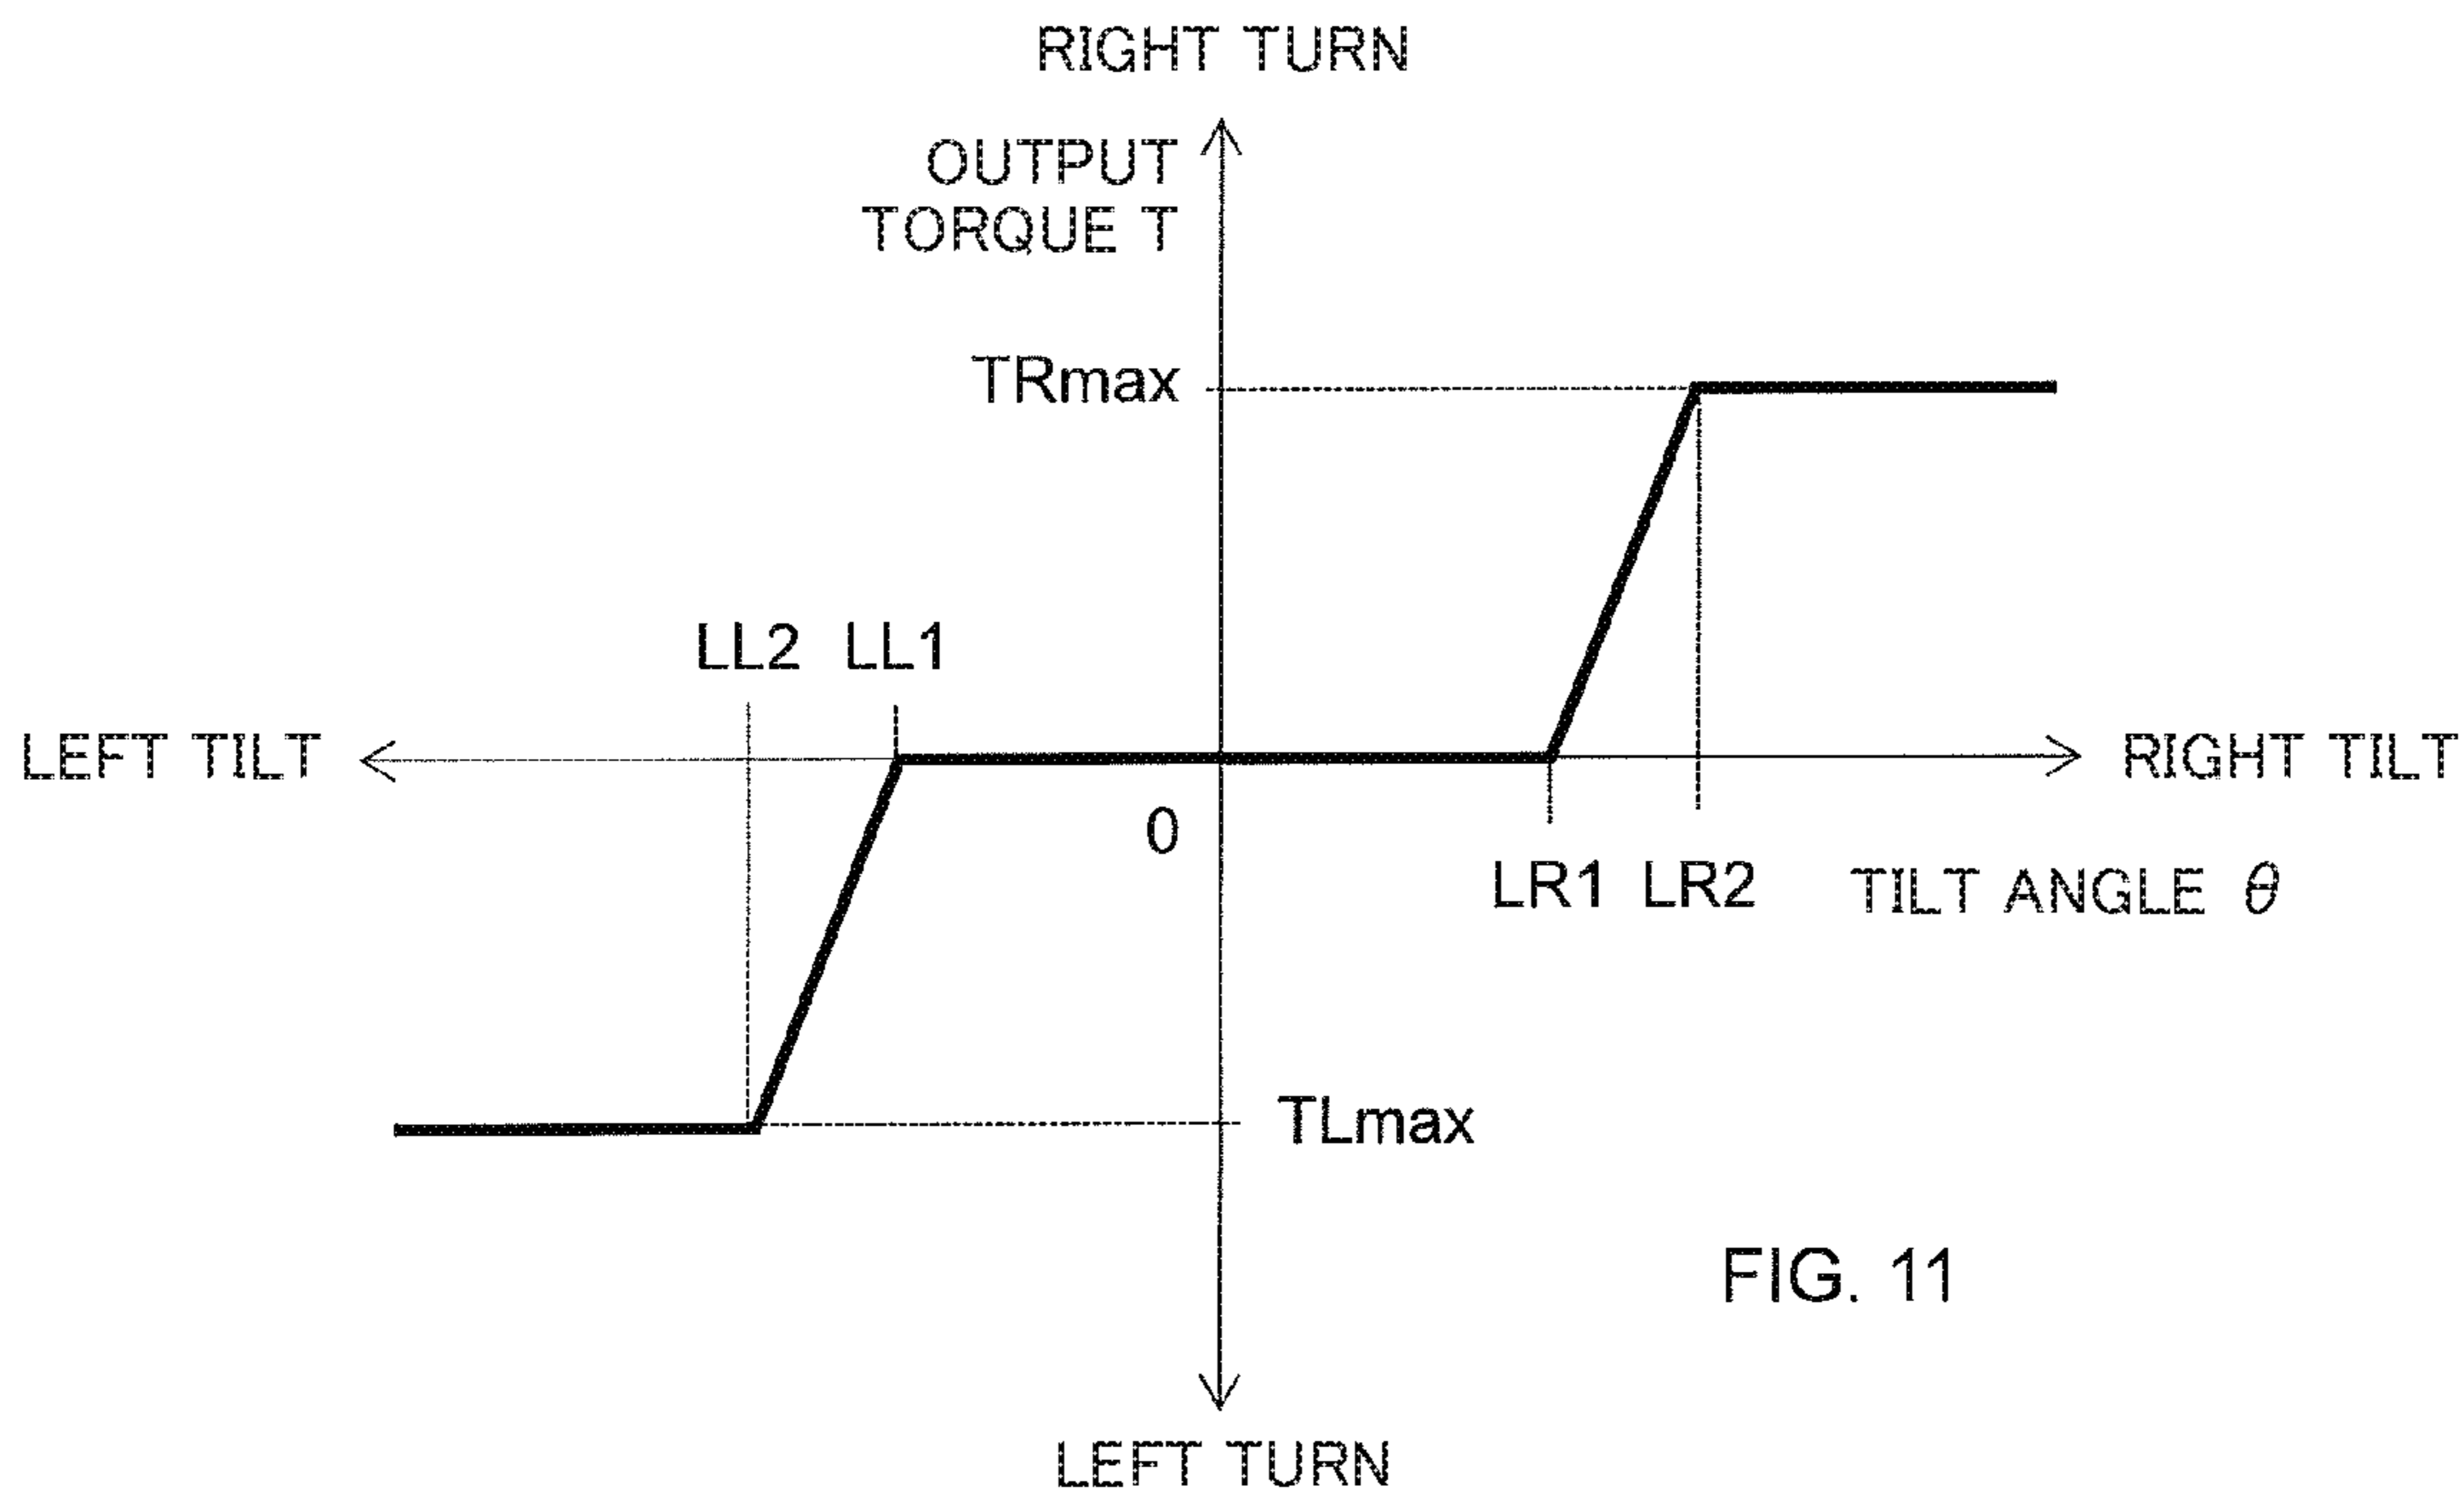 RIGHT TURN
OUTPUT
TORQUE T
TRmax
LL2 LL1
LEFT TILT
RIGHT TILT
0
LR1 LR2
TILT ANGLE θ
TLmax
FIG. 11
LEFT TURN